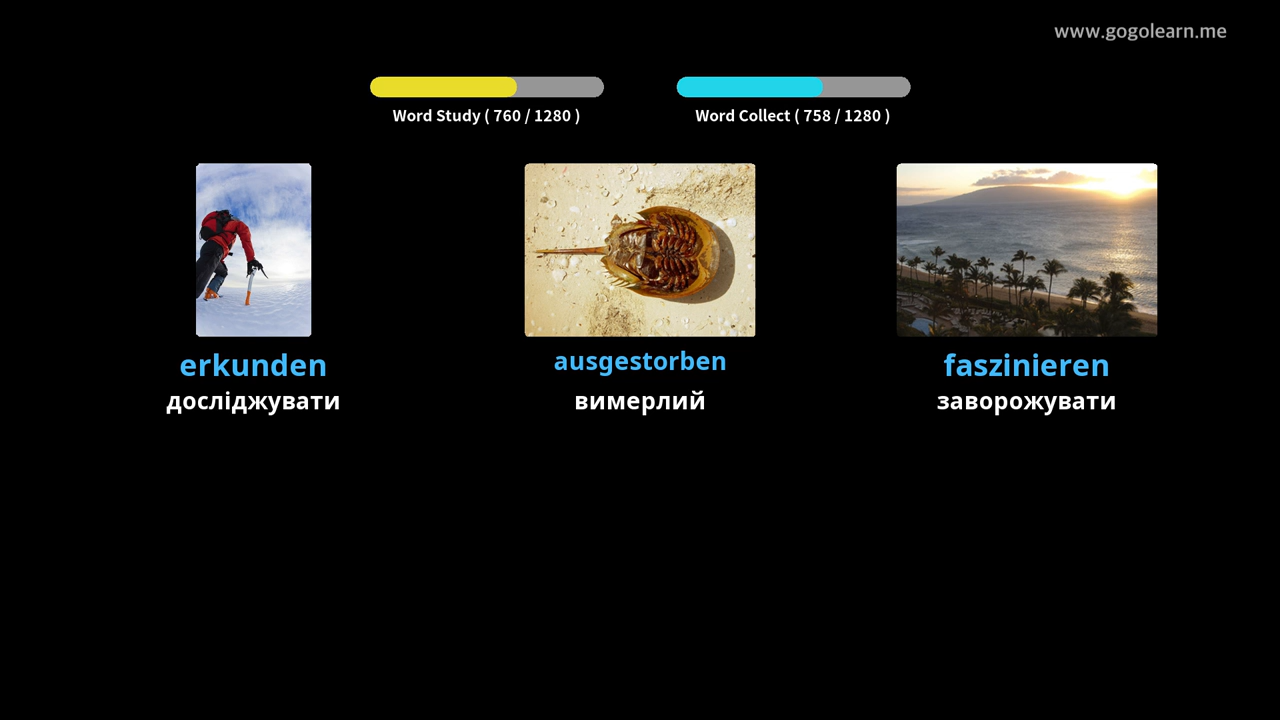 www.gogolearn.me
Word Study ( 760 / 1280 )
Word Collect ( 758 / 1280 )
erkunden
досліджувати
ausgestorben
вимерлий
faszinieren
заворожувати